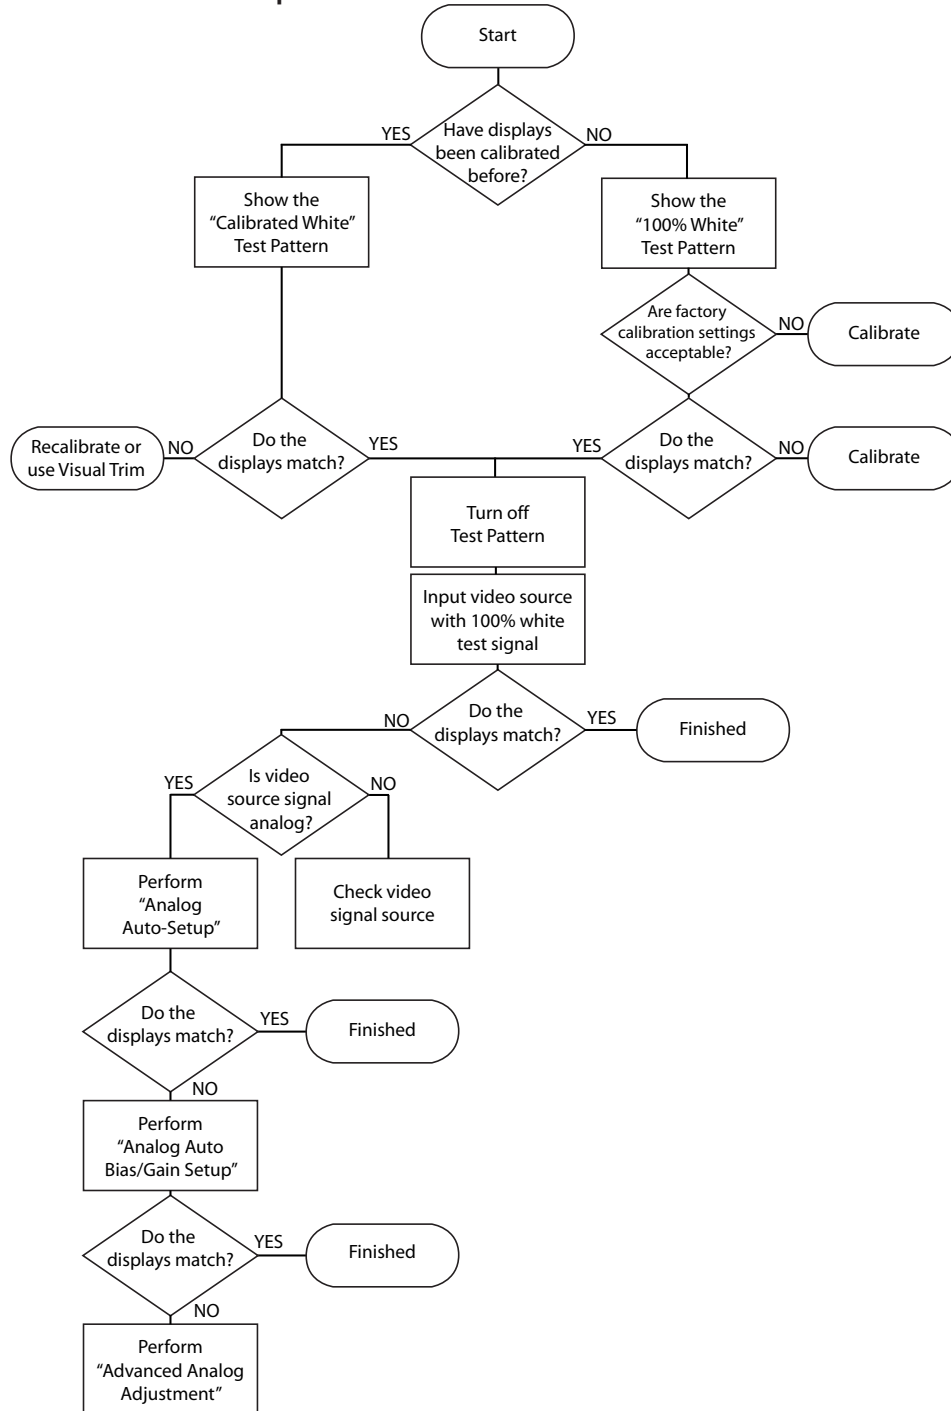 Start
YES
Have displays
been calibrated
before?
NO
Show the
“Calibrated White”
Test Pattern
Show the
“100% White”
Test Pattern
Are factory
calibration settings
acceptable?
NO
Calibrate
Recalibrate or
use Visual Trim
NO
Do the
displays match?
YES
YES
Do the
displays match?
NO
Calibrate
Turn off
Test Pattern
Input video source
with 100% white
test signal
NO
Do the
displays match?
YES
Finished
YES
Is video
source signal
analog?
NO
Perform
“Analog
Auto-Setup”
Check video
signal source
Do the
displays match?
YES
Finished
NO
Perform
“Analog Auto
Bias/Gain Setup”
Do the
displays match?
YES
Finished
NO
Perform
“Advanced Analog
Adjustment”